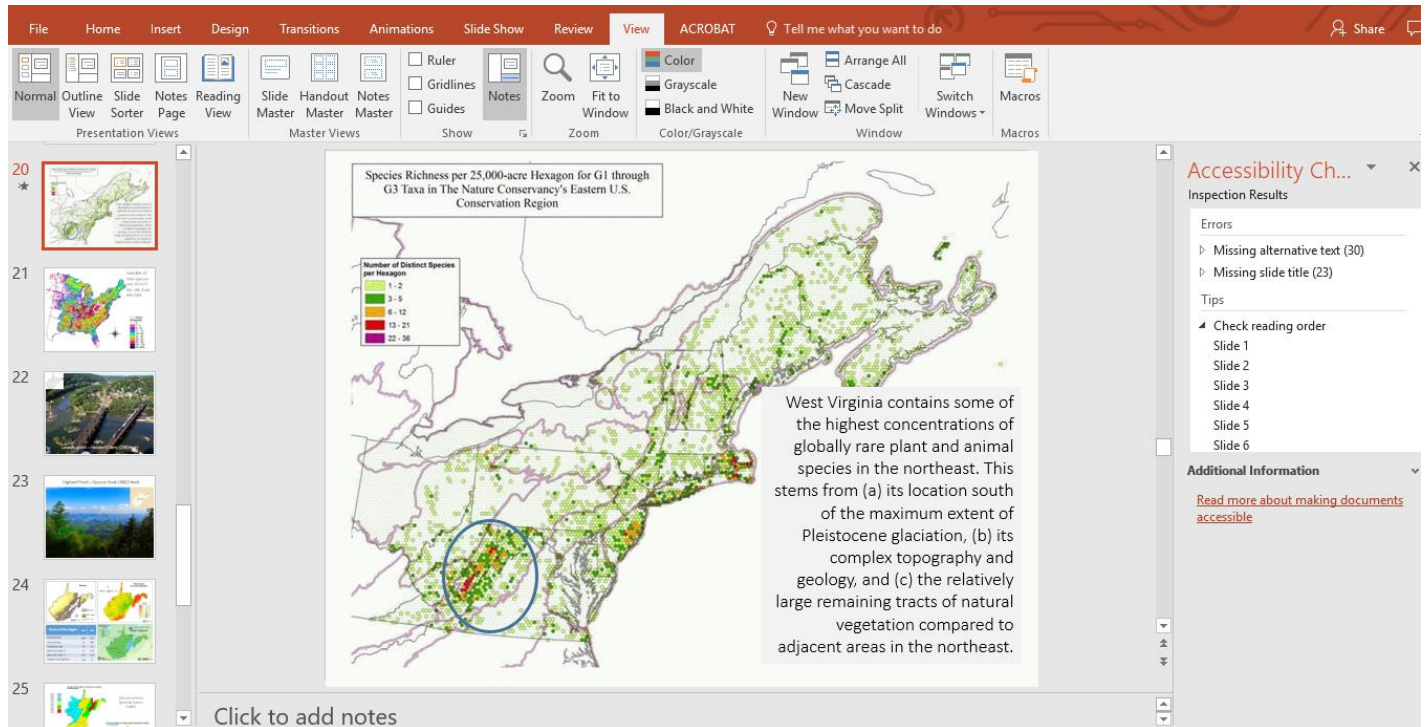 File Home Insert Design Transitions Animations Slide Show Review View ACROBAT Tell me what you want to do Share
Normal Outline View Slide Sorter Notes Page Reading View
Presentation Views
Slide Master Handout Master Notes Master
Master Views
Ruler
Gridlines
Guides
Notes
Show
Zoom Fit to Window
Zoom
Color
Grayscale
Black and White
Color/Grayscale
New Window
Arrange All
Cascade
Move Split
Switch Windows
Window
Macros
Macros
20
21
22
23
24
25
Species Richness per 25,000-acre Hexagon for G1 through
G3 Taxa in The Nature Conservancy's Eastern U.S.
Conservation Region
Number of Distinct Species
per Hexagon
1 - 2
3 - 5
6 - 12
13 - 21
22 - 36
West Virginia contains some of
the highest concentrations of
globally rare plant and animal
species in the northeast. This
stems from (a) its location south
of the maximum extent of
Pleistocene glaciation, (b) its
complex topography and
geology, and (c) the relatively
large remaining tracts of natural
vegetation compared to
adjacent areas in the northeast.
Click to add notes
Accessibility Ch...
Inspection Results
Errors
Missing alternative text (30)
Missing slide title (23)
Tips
Check reading order
Slide 1
Slide 2
Slide 3
Slide 4
Slide 5
Slide 6
Additional Information
Read more about making documents
accessible